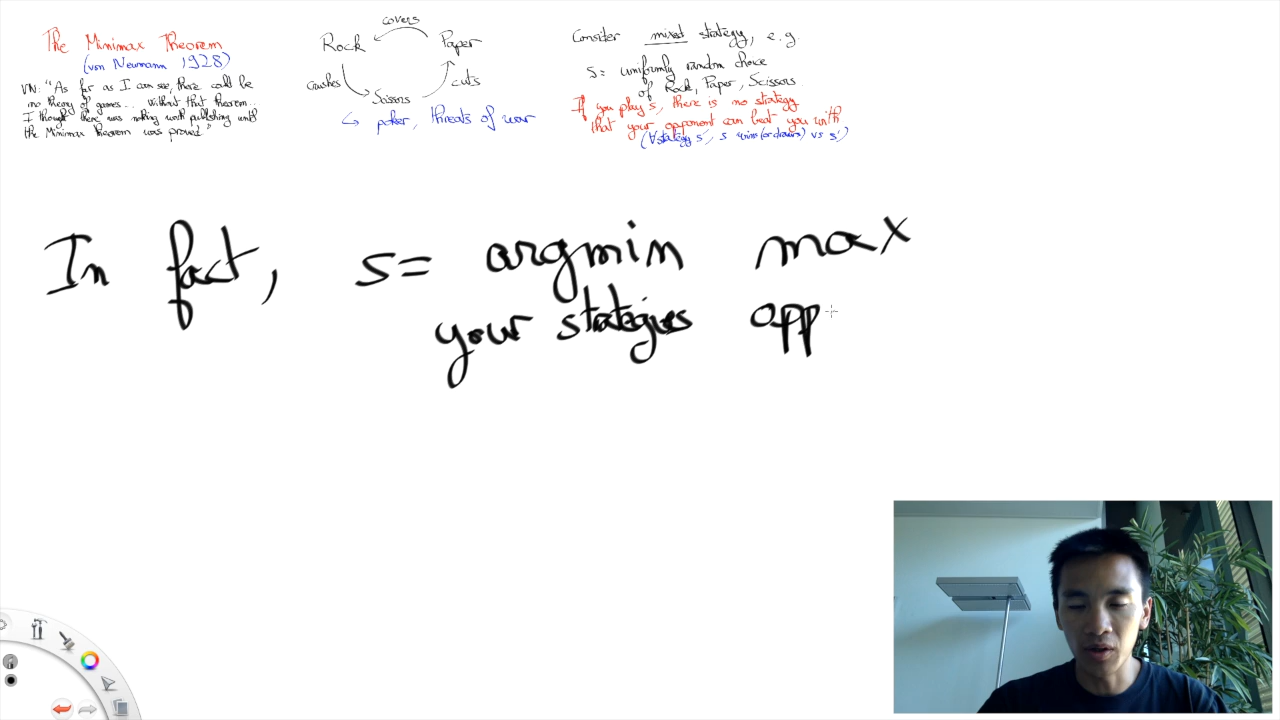 The Minimax Theorem
(von Neumann, 1928)
VN: "As far as I can see, there could be
no theory of games... without that theorem...
I thought there was nothing worth publishing until
the Minimax Theorem was proved"
covers
Rock Paper
crushes cuts
Scissors
↳ poker, threats of war
Consider mixed strategy, e.g.
s = uniformly random choice
of Rock, Paper, Scissors.
If you play s, there is no strategy
that your opponent can beat you with
(∀strategy s', s wins (or draws) vs s')
In fact, s = argmin max
your strategies opp